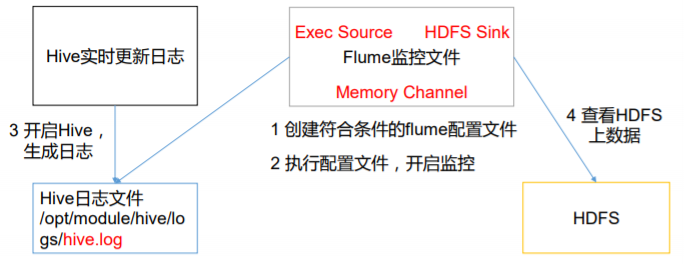 Hive实时更新日志
Exec Source HDFS Sink
Flume监控文件
Memory Channel
1 创建符合条件的flume配置文件
2 执行配置文件，开启监控
3 开启Hive，
生成日志
4 查看HDFS
上数据
Hive日志文件
/opt/module/hive/lo
gs/hive.log
HDFS